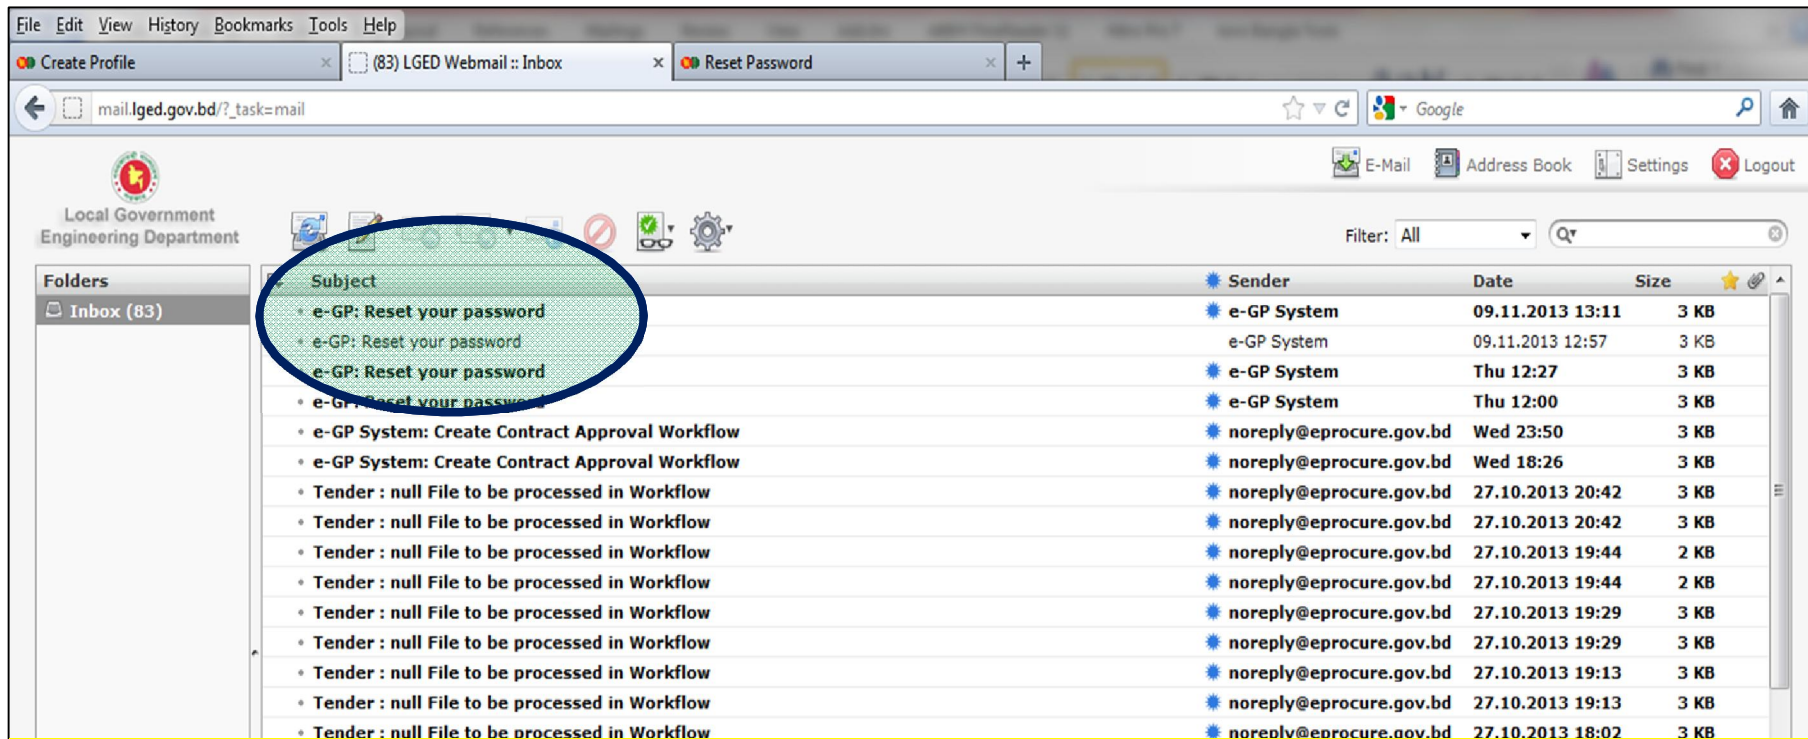 File Edit View History Bookmarks Tools Help
Create Profile × (83) LGED Webmail :: Inbox × Reset Password × +
mail.lged.gov.bd/?_task=mail Google
E-Mail Address Book Settings Logout
Local Government
Engineering Department
Filter: All
Folders Subject Sender Date Size
Inbox (83) e-GP: Reset your password e-GP System 09.11.2013 13:11 3 KB
e-GP: Reset your password e-GP System 09.11.2013 12:57 3 KB
e-GP: Reset your password e-GP System Thu 12:27 3 KB
e-GP: Reset your password e-GP System Thu 12:00 3 KB
e-GP System: Create Contract Approval Workflow noreply@eprocure.gov.bd Wed 23:50 3 KB
e-GP System: Create Contract Approval Workflow noreply@eprocure.gov.bd Wed 18:26 3 KB
Tender : null File to be processed in Workflow noreply@eprocure.gov.bd 27.10.2013 20:42 3 KB
Tender : null File to be processed in Workflow noreply@eprocure.gov.bd 27.10.2013 20:42 3 KB
Tender : null File to be processed in Workflow noreply@eprocure.gov.bd 27.10.2013 19:44 2 KB
Tender : null File to be processed in Workflow noreply@eprocure.gov.bd 27.10.2013 19:44 2 KB
Tender : null File to be processed in Workflow noreply@eprocure.gov.bd 27.10.2013 19:29 3 KB
Tender : null File to be processed in Workflow noreply@eprocure.gov.bd 27.10.2013 19:29 3 KB
Tender : null File to be processed in Workflow noreply@eprocure.gov.bd 27.10.2013 19:13 3 KB
Tender : null File to be processed in Workflow noreply@eprocure.gov.bd 27.10.2013 19:13 3 KB
Tender : null File to be processed in Workflow noreply@eprocure.gov.bd 27.10.2013 18:02 3 KB